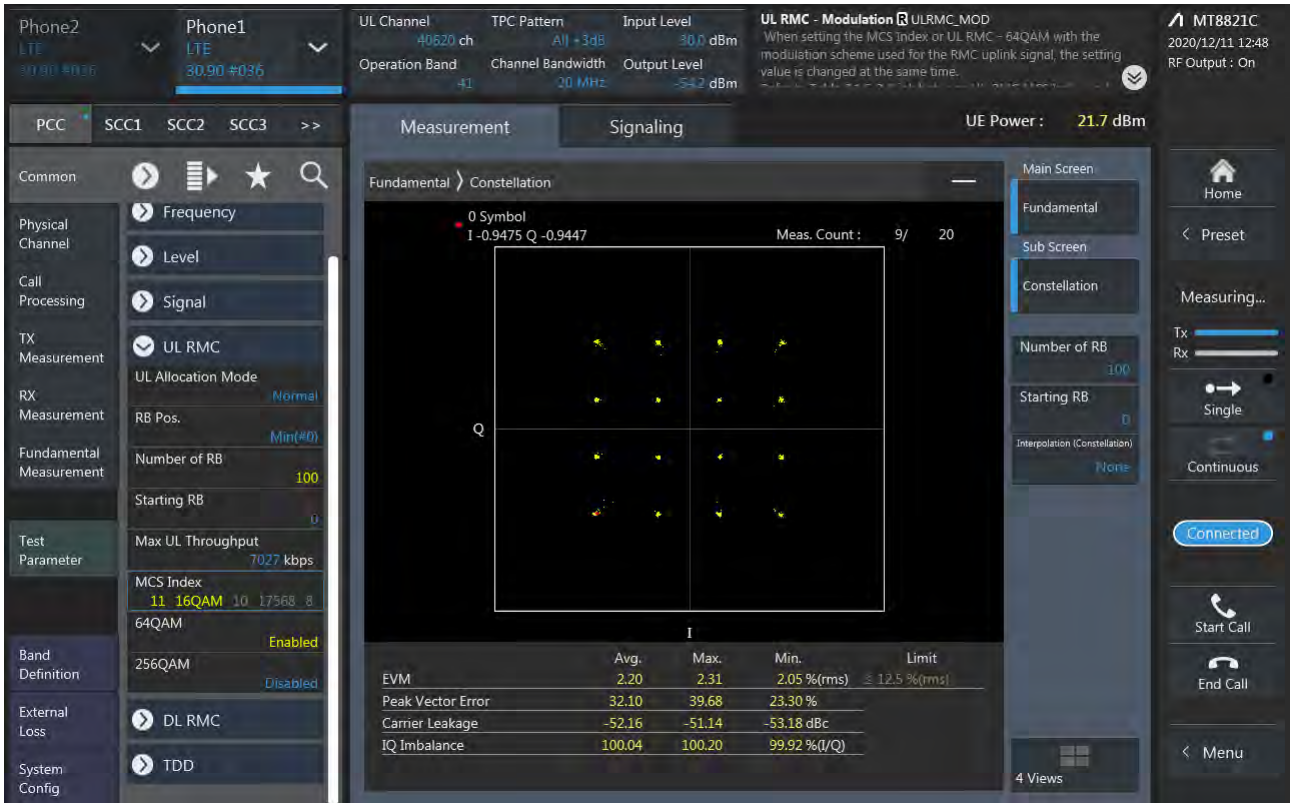 Phone2
LTE
30.90 #036
Phone1
LTE
30.90 #036
UL Channel
40620 ch
TPC Pattern
All +3dB
Input Level
30.0 dBm
Operation Band
41
Channel Bandwidth
20 MHz
Output Level
-54.2 dBm
UL RMC - Modulation R ULRMC_MOD
When setting the MCS Index or UL RMC - 64QAM with the
modulation scheme used for the RMC uplink signal, the setting
value is changed at the same time.
MT8821C
2020/12/11 12:48
RF Output : On
PCC SCC1 SCC2 SCC3 >>
Measurement
Signaling
UE Power : 21.7 dBm
Common
Physical
Channel
Call
Processing
TX
Measurement
RX
Measurement
Fundamental
Measurement
Test
Parameter
Band
Definition
External
Loss
System
Config
Frequency
Level
Signal
UL RMC
UL Allocation Mode
Normal
RB Pos.
Min(#0)
Number of RB
100
Starting RB
0
Max UL Throughput
7027 kbps
MCS Index
11 16QAM 10 17568 8
64QAM
Enabled
256QAM
Disabled
DL RMC
TDD
Fundamental > Constellation
0 Symbol
I -0.9475 Q -0.9447
Meas. Count : 9/ 20
Q
I
Avg. Max. Min. Limit
EVM 2.20 2.31 2.05 %(rms) ≤ 12.5 %(rms)
Peak Vector Error 32.10 39.68 23.30 %
Carrier Leakage -52.16 -51.14 -53.18 dBc
IQ Imbalance 100.04 100.20 99.92 %(I/Q)
Main Screen
Fundamental
Sub Screen
Constellation
Number of RB
100
Starting RB
0
Interpolation (Constellation)
None
4 Views
Home
< Preset
Measuring...
Tx
Rx
Single
Continuous
Connected
Start Call
End Call
< Menu